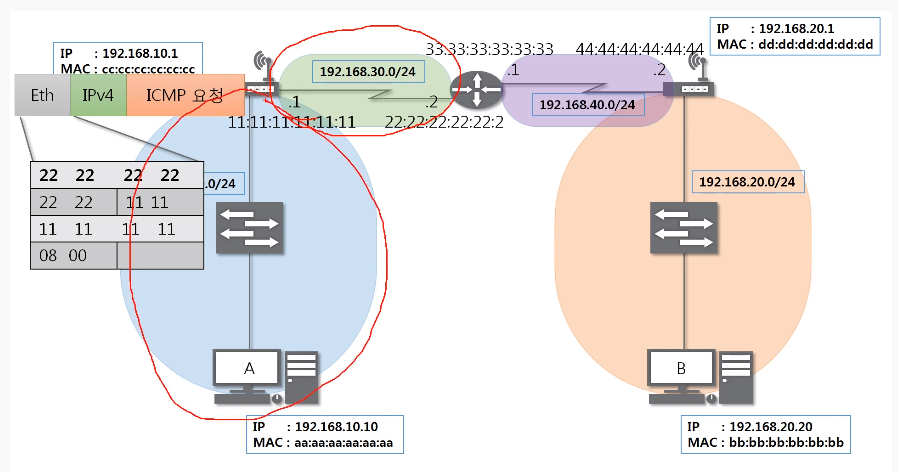 IP : 192.168.10.1
MAC : cc:cc:cc:cc:cc:cc
IP : 192.168.20.1
MAC : dd:dd:dd:dd:dd:dd
33:33:33:33:33:33
44:44:44:44:44:44
192.168.30.0/24
.1
.2
.1
.2
192.168.40.0/24
Eth
IPv4
ICMP 요청
11:11:11:11:11:11
22:22:22:22:22:2
22 22 22 22
22 22 11 11
11 11 11 11
08 00
.0/24
192.168.20.0/24
A
B
IP : 192.168.10.10
MAC : aa:aa:aa:aa:aa:aa
IP : 192.168.20.20
MAC : bb:bb:bb:bb:bb:bb